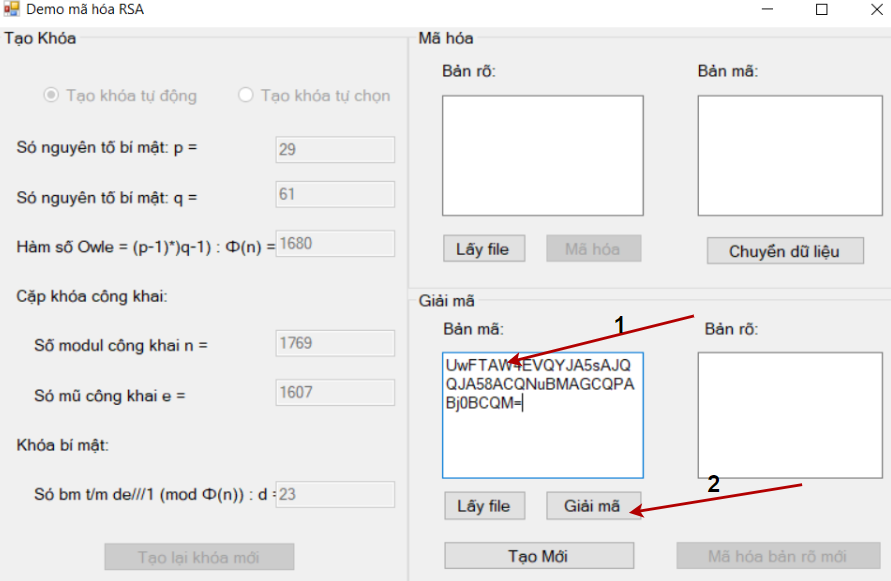 Demo mã hóa RSA
Tạo Khóa
Tạo khóa tự động
Tạo khóa tự chọn
Só nguyên tố bí mật: p =
29
Só nguyên tố bí mật: q =
61
Hàm số Owle = (p-1)*)q-1) : Φ(n) =
1680
Cặp khóa công khai:
Số modul công khai n =
1769
Só mũ công khai e =
1607
Khóa bí mật:
Só bm t/m de///1 (mod Φ(n)) : d =
23
Tạo lại khóa mới
Mã hóa
Bản rõ:
Bản mã:
Lấy file
Mã hóa
Chuyển dữ liệu
Giải mã
Bản mã:
1
Bản rõ:
UwFTAW4EVQYJA5sAJQ
QJA58ACQNuBMAGCQPA
Bj0BCQM=
2
Lấy file
Giải mã
Tạo Mới
Mã hóa bản rõ mới